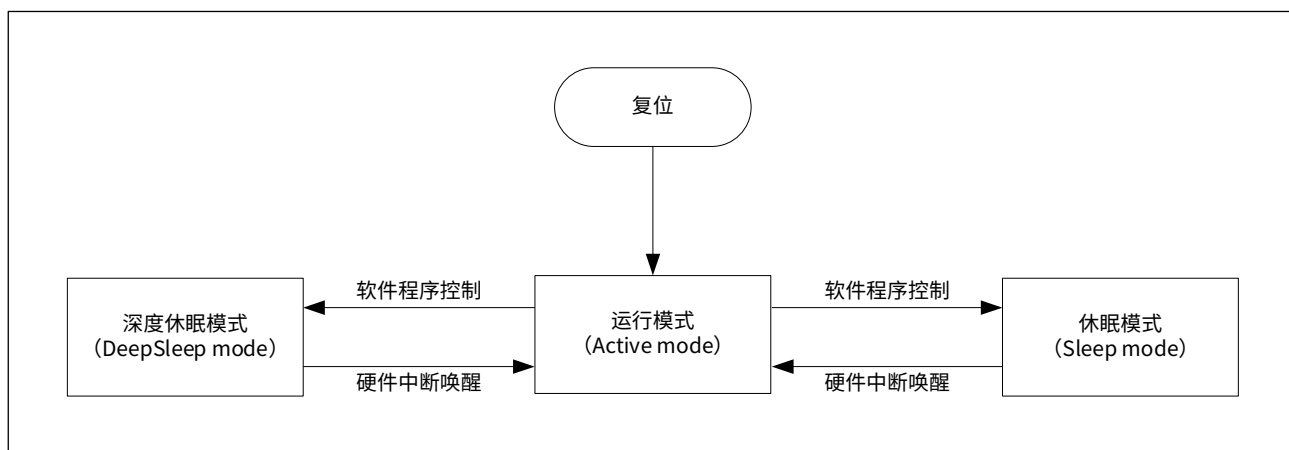 复位
软件程序控制
软件程序控制
深度休眠模式
（DeepSleep mode）
运行模式
（Active mode）
休眠模式
（Sleep mode）
硬件中断唤醒
硬件中断唤醒